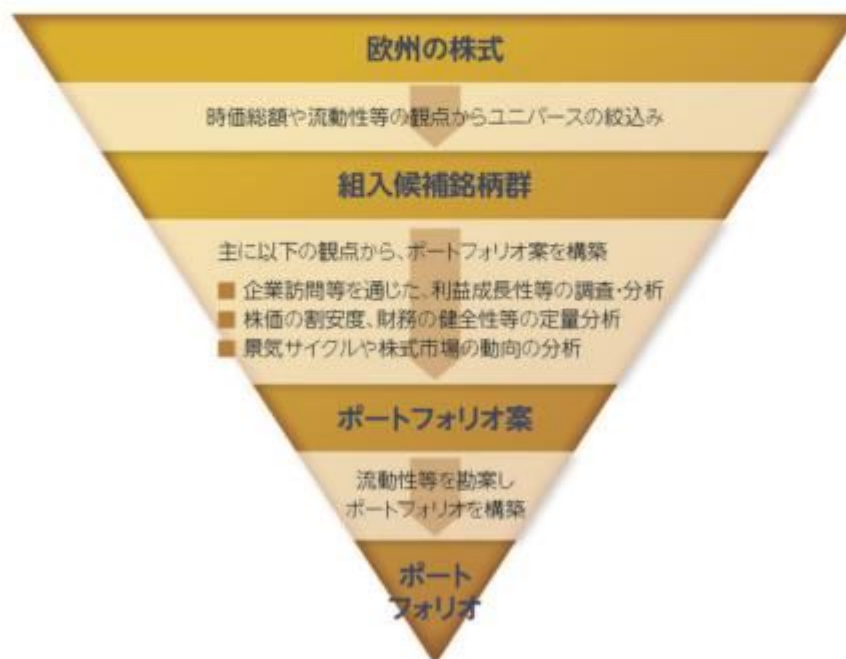 欧州の株式
時価総額や流動性等の観点からユニバースの絞込み
組入候補銘柄群
主に以下の観点から、ポートフォリオ案を構築
■ 企業訪問等を通じた、利益成長性等の調査・分析
■ 株価の割安度、財務の健全性等の定量分析
■ 景気サイクルや株式市場の動向の分析
ポートフォリオ案
流動性等を勘案し
ポートフォリオを構築
ポート
フォリオ